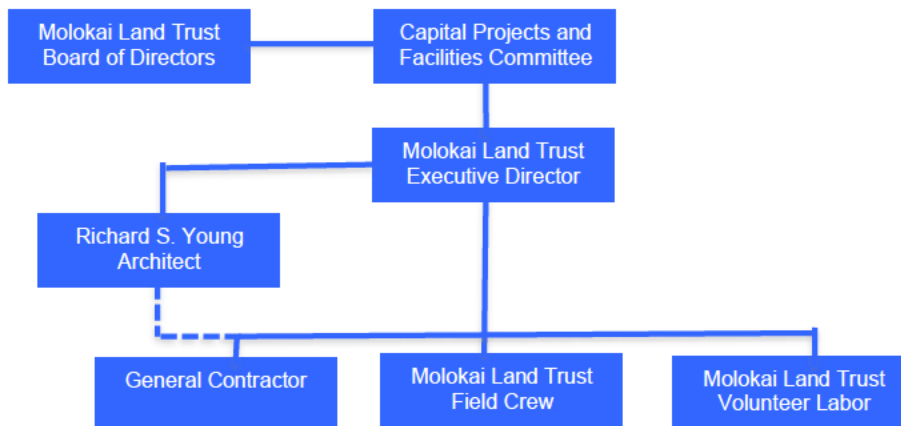 Molokai Land Trust
Board of Directors
Capital Projects and
Facilities Committee
Molokai Land Trust
Executive Director
Richard S. Young
Architect
General Contractor
Molokai Land Trust
Field Crew
Molokai Land Trust
Volunteer Labor